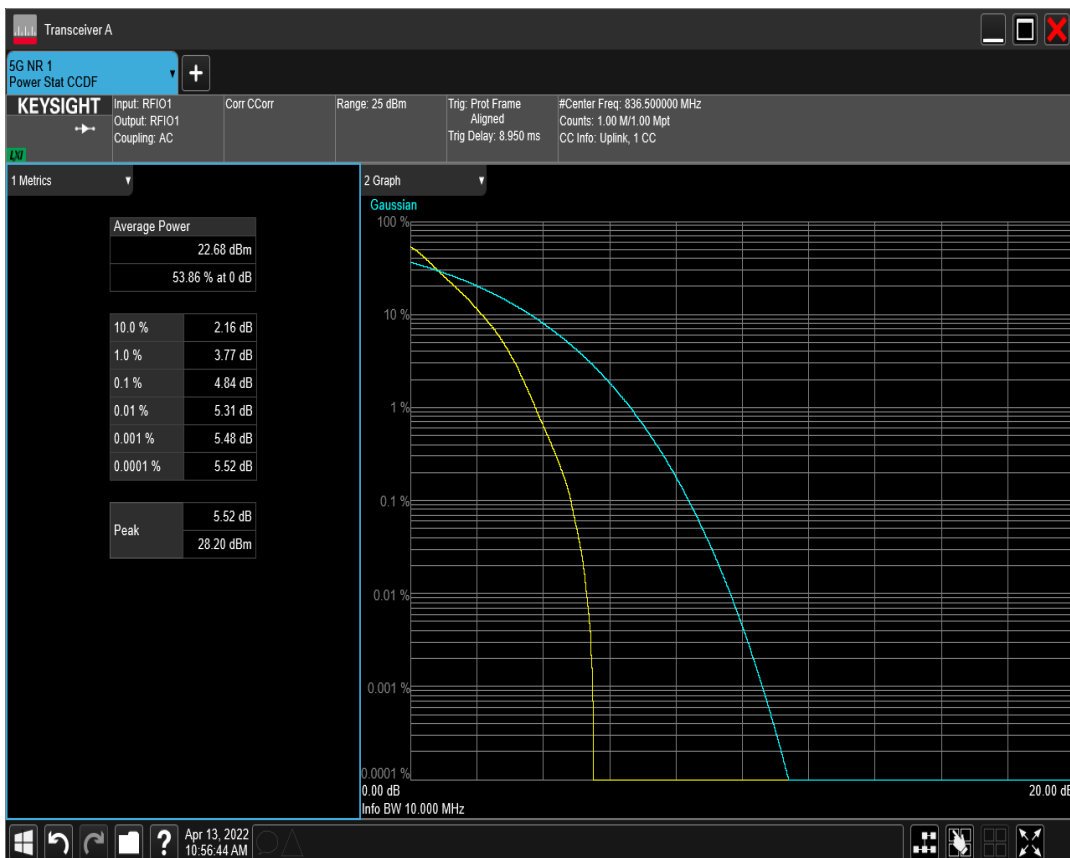 Transceiver A
5G NR 1
Power Stat CCDF
+
KEYSIGHT
LXI
Input: RFIO1
Output: RFIO1
Coupling: AC
Corr CCorr
Range: 25 dBm
Trig: Prot Frame
Aligned
Trig Delay: 8.950 ms
#Center Freq: 836.500000 MHz
Counts: 1.00 M/1.00 Mpt
CC Info: Uplink, 1 CC
1 Metrics
Average Power
22.68 dBm
53.86 % at 0 dB
10.0 % 2.16 dB
1.0 % 3.77 dB
0.1 % 4.84 dB
0.01 % 5.31 dB
0.001 % 5.48 dB
0.0001 % 5.52 dB
Peak 5.52 dB
28.20 dBm
2 Graph
Gaussian
100 %
10 %
1 %
0.1 %
0.01 %
0.001 %
0.0001 %
0.00 dB 20.00 dB
Info BW 10.000 MHz
?
Apr 13, 2022
10:56:44 AM